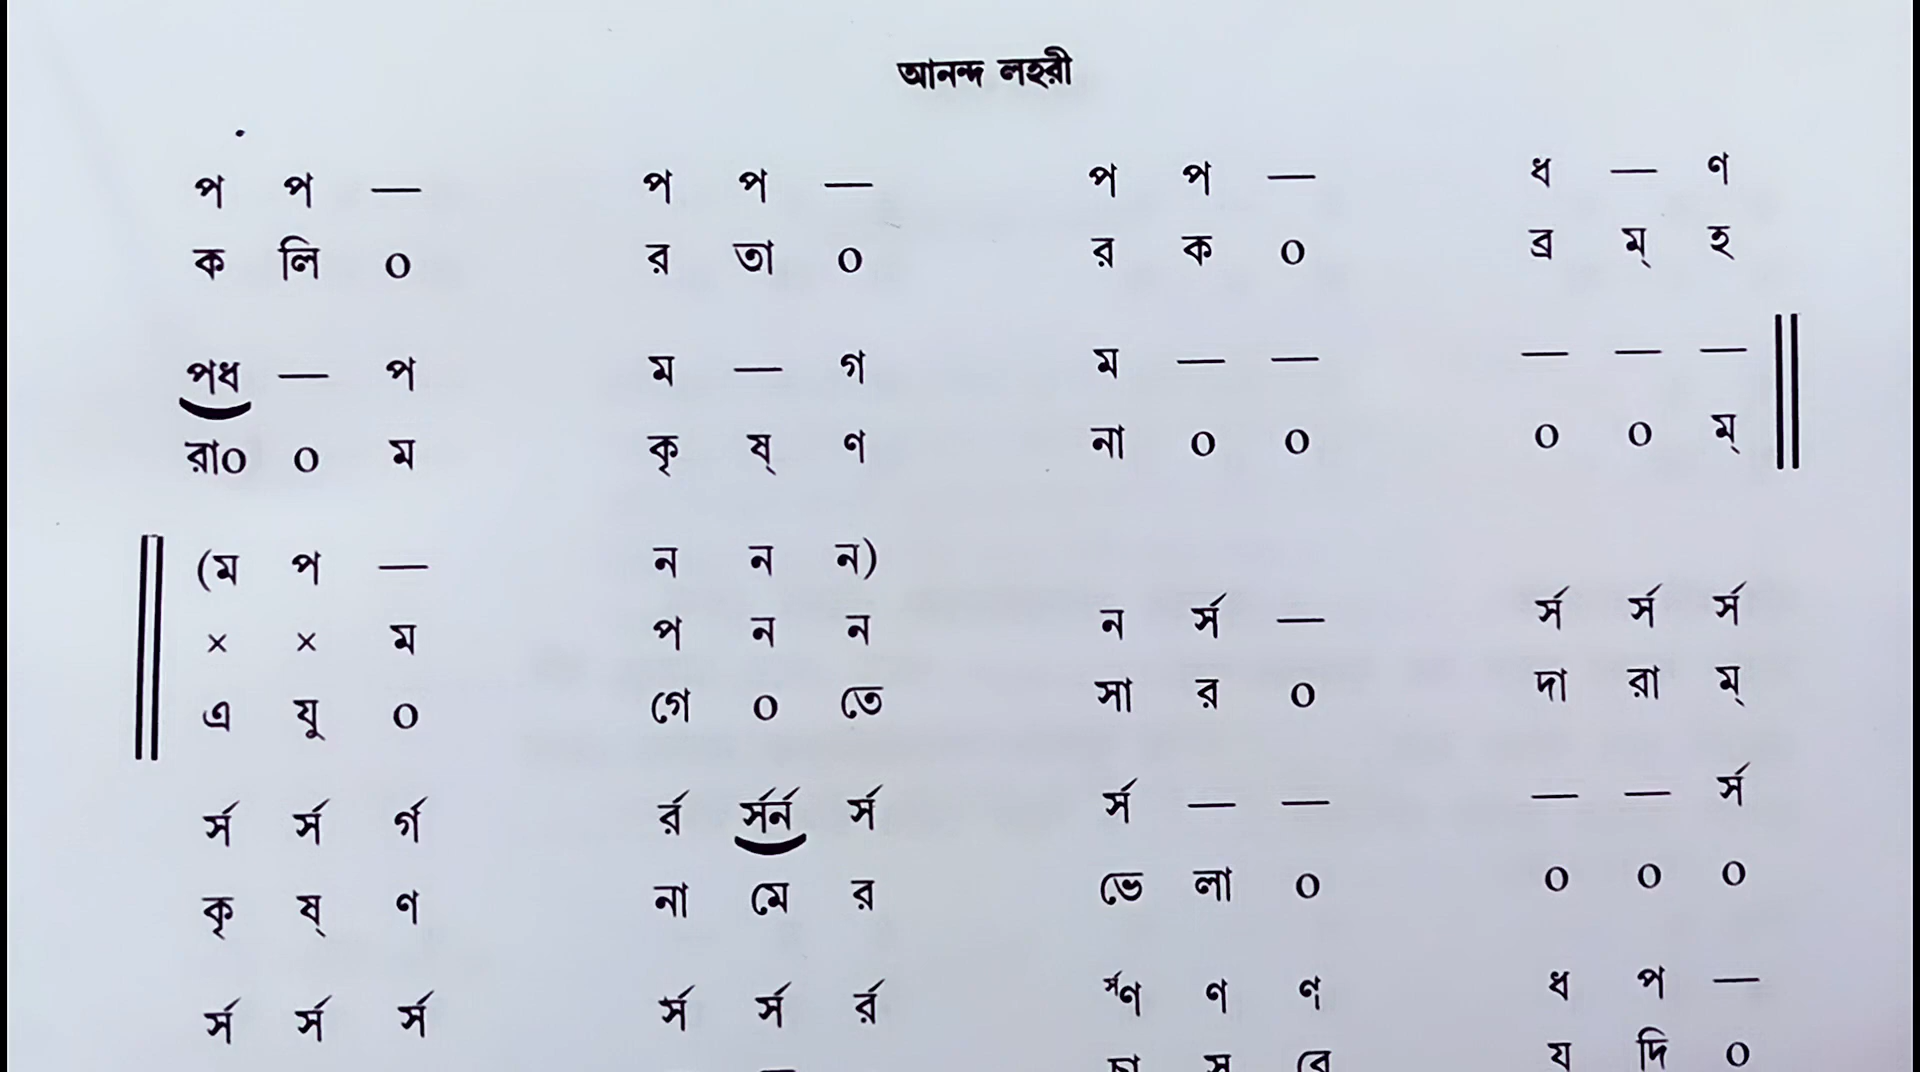 আনন্দ লহরী
প প — প প — প প — ধ — ণ
ক লি ০ র তা ০ র ক ০ ব্র ম্ হ
পধ — প ম — গ ম — — — — —
রা০ ০ ম কৃ ষ্ ণ না ০ ০ ০ ০ ম্
(ম প — ন ন ন)
× × ম প ন ন ন র্স — র্স র্স র্স
এ যু ০ গে ০ তে সা র ০ দা রা ম্
র্স র্স র্গ র্র র্সর্ন র্স র্স — — — — র্স
কৃ ষ্ ণ না মে র ভে লা ০ ০ ০ ০
র্স র্স র্স র্স র্স র্র র্সণ ণ ণ ধ প —
য দি ০